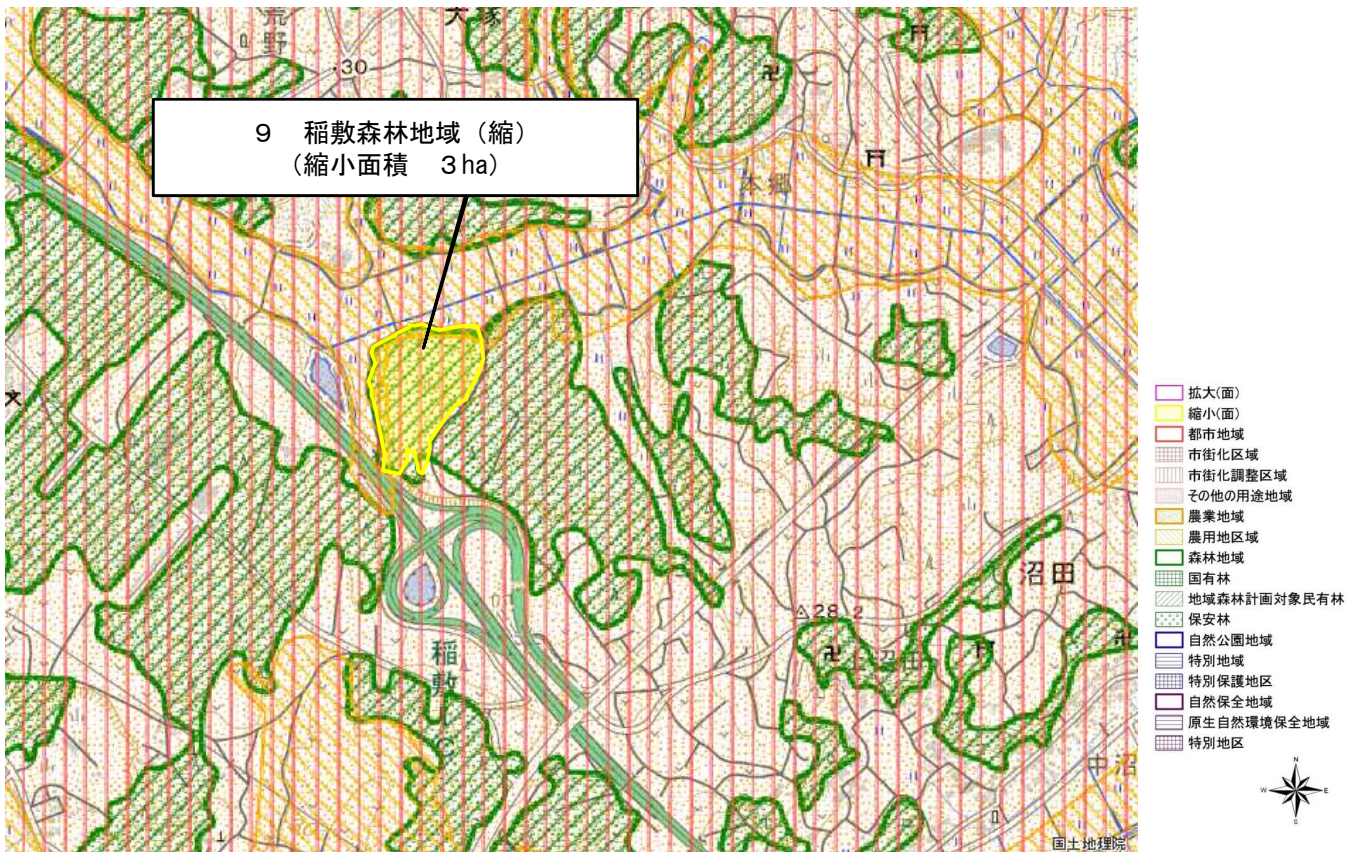 荒野
大塚
・30
９　稲敷森林地域（縮）
（縮小面積　３ha）
本郷
沼田
△28.2
上沼田
稲敷IC
中沼
国土地理院
拡大(面)
縮小(面)
都市地域
市街化区域
市街化調整区域
その他の用途地域
農業地域
農用地区域
森林地域
国有林
地域森林計画対象民有林
保安林
自然公園地域
特別地域
特別保護地区
自然保全地域
原生自然環境保全地域
特別地区
N
W
E
S